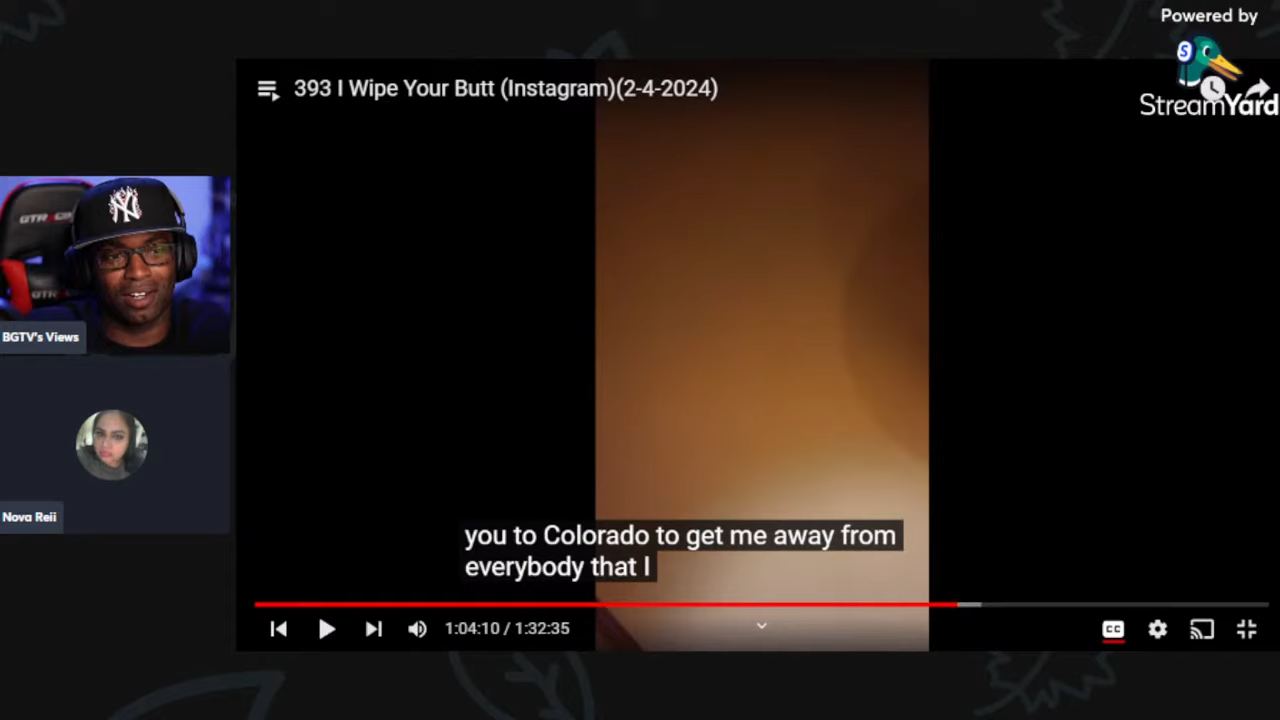 Powered by
StreamYard
393 I Wipe Your Butt (Instagram)(2-4-2024)
NY
BGTV's Views
Nova Reii
you to Colorado to get me away from
everybody that I
1:04:10 / 1:32:35
CC